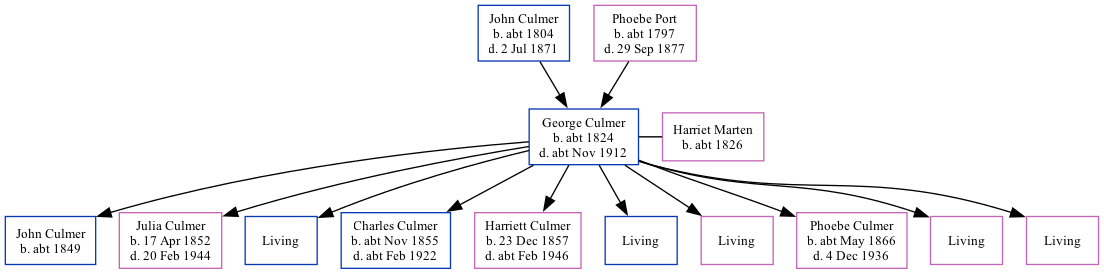 John Culmer
b. abt 1804
d. 2 Jul 1871
Phoebe Port
b. abt 1797
d. 29 Sep 1877
George Culmer
b. abt 1824
d. abt Nov 1912
Harriet Marten
b. abt 1826
John Culmer
b. abt 1849
Julia Culmer
b. 17 Apr 1852
d. 20 Feb 1944
Living
Charles Culmer
b. abt Nov 1855
d. abt Feb 1922
Harriett Culmer
b. 23 Dec 1857
d. abt Feb 1946
Living
Living
Phoebe Culmer
b. abt May 1866
d. 4 Dec 1936
Living
Living